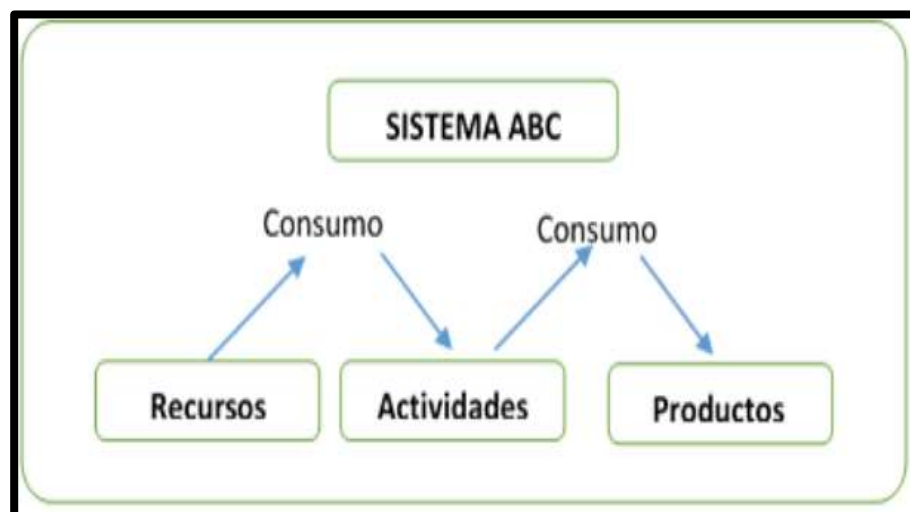 SISTEMA ABC
Consumo
Consumo
Recursos
Actividades
Productos